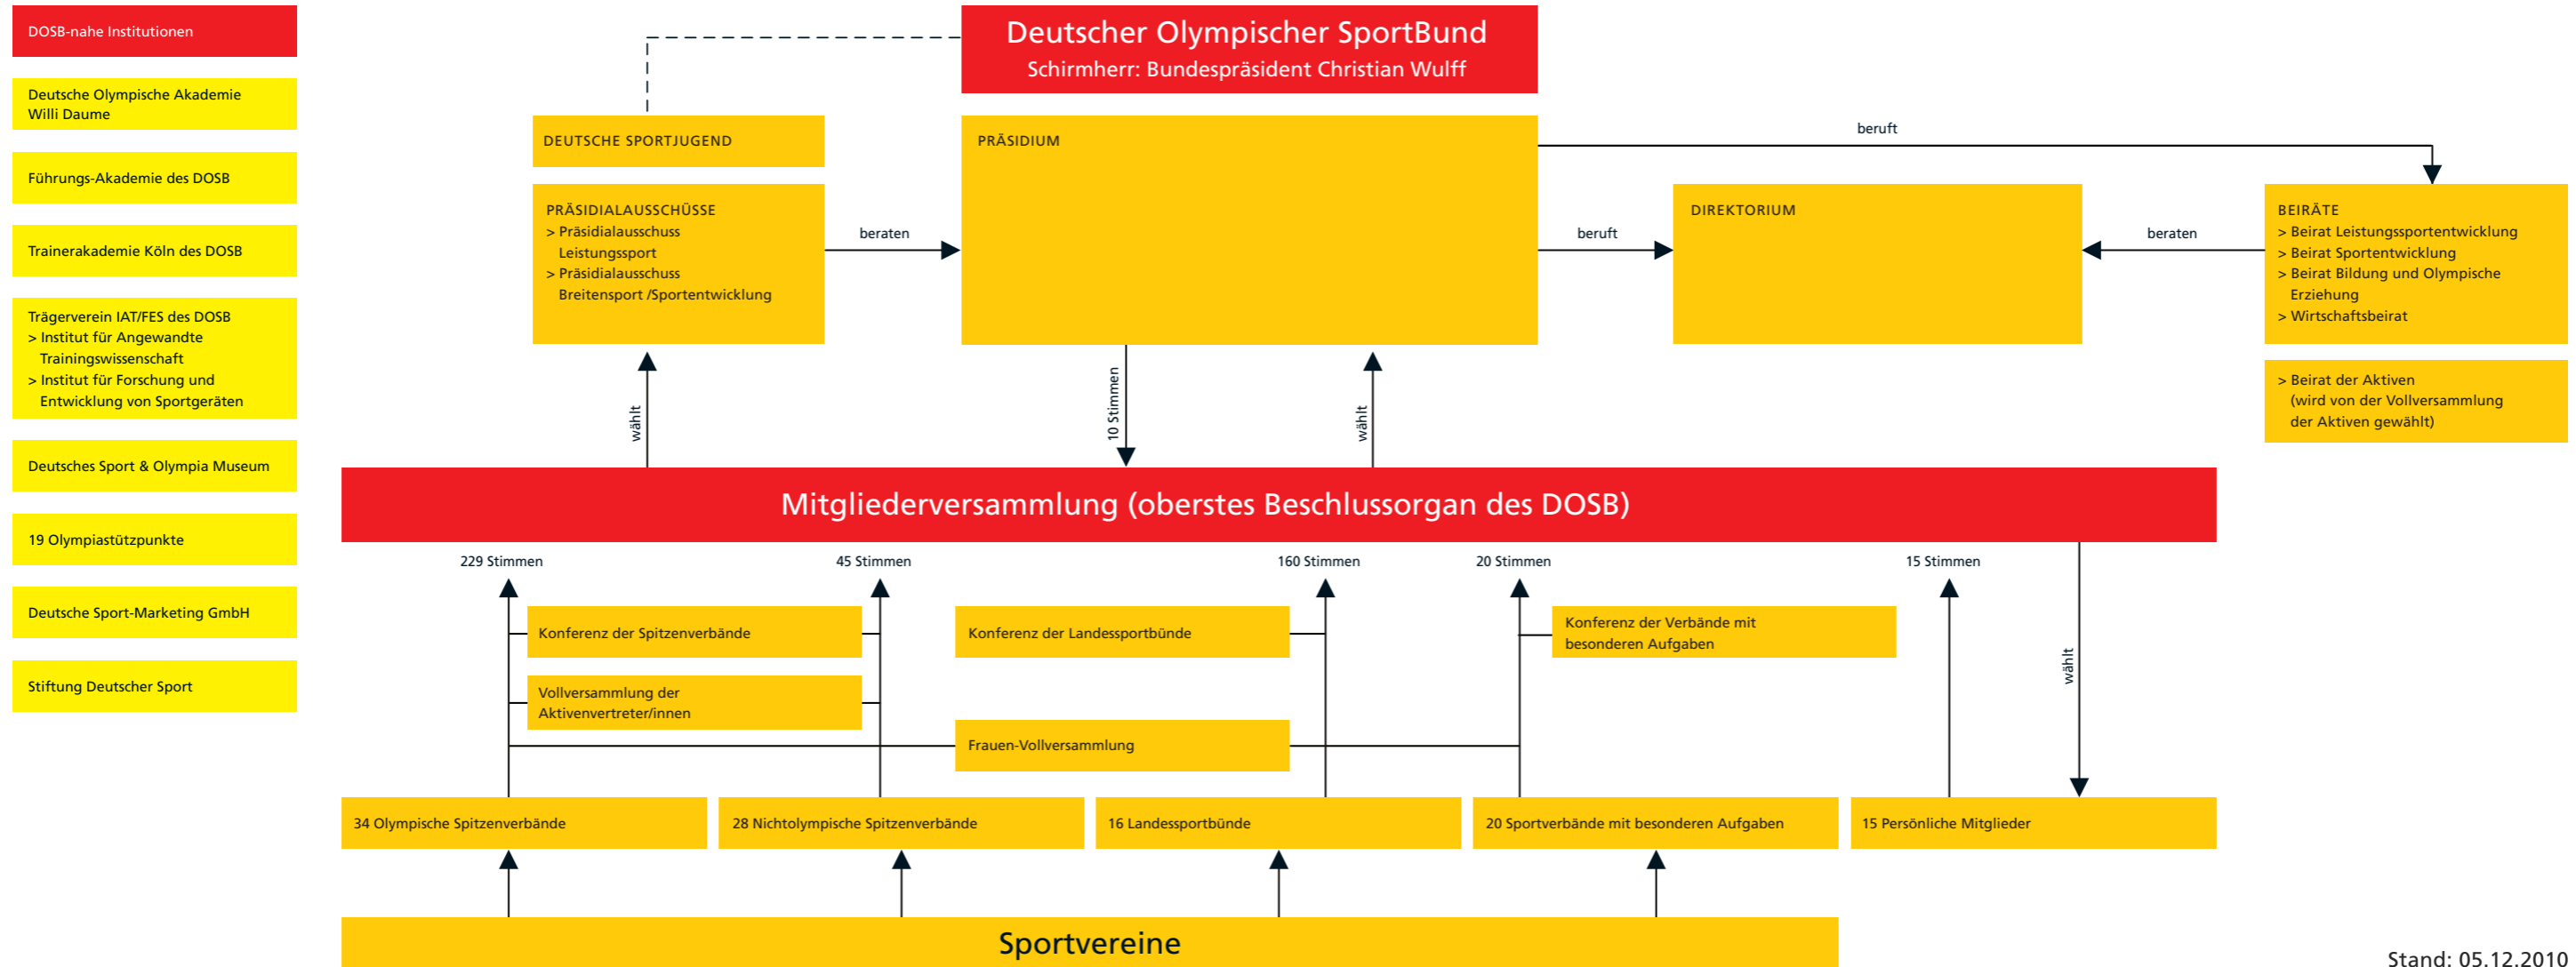 DOSB-nahe Institutionen
Deutsche Olympische Akademie
Willi Daume
Führungs-Akademie des DOSB
Trainerakademie Köln des DOSB
Trägerverein IAT/FES des DOSB
> Institut für Angewandte
Trainingswissenschaft
> Institut für Forschung und
Entwicklung von Sportgeräten
Deutsches Sport & Olympia Museum
19 Olympiastützpunkte
Deutsche Sport-Marketing GmbH
Stiftung Deutscher Sport
Deutscher Olympischer SportBund
Schirmherr: Bundespräsident Christian Wulff
DEUTSCHE SPORTJUGEND
PRÄSIDIALAUSSCHÜSSE
> Präsidialausschuss
Leistungssport
> Präsidialausschuss
Breitensport /Sportentwicklung
beraten
PRÄSIDIUM
beruft
beruft
DIREKTORIUM
beraten
BEIRÄTE
> Beirat Leistungssportentwicklung
> Beirat Sportentwicklung
> Beirat Bildung und Olympische
Erziehung
> Wirtschaftsbeirat
> Beirat der Aktiven
(wird von der Vollversammlung
der Aktiven gewählt)
wählt
10 Stimmen
wählt
Mitgliederversammlung (oberstes Beschlussorgan des DOSB)
229 Stimmen
45 Stimmen
160 Stimmen
20 Stimmen
15 Stimmen
Konferenz der Spitzenverbände
Konferenz der Landessportbünde
Konferenz der Verbände mit
besonderen Aufgaben
wählt
Vollversammlung der
Aktivenvertreter/innen
Frauen-Vollversammlung
34 Olympische Spitzenverbände
28 Nichtolympische Spitzenverbände
16 Landessportbünde
20 Sportverbände mit besonderen Aufgaben
15 Persönliche Mitglieder
Sportvereine
Stand: 05.12.2010